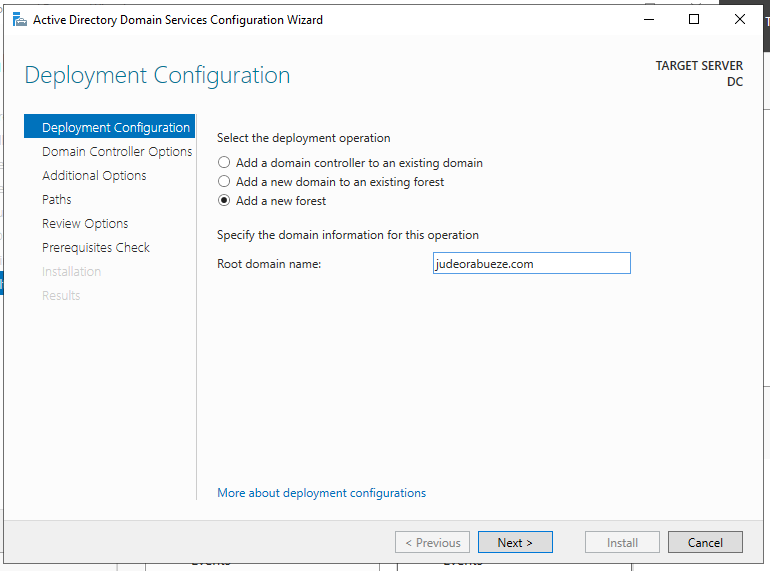 Active Directory Domain Services Configuration Wizard
Deployment Configuration
TARGET SERVER
DC
Deployment Configuration
Domain Controller Options
Additional Options
Paths
Review Options
Prerequisites Check
Installation
Results
Select the deployment operation
Add a domain controller to an existing domain
Add a new domain to an existing forest
Add a new forest
Specify the domain information for this operation
Root domain name:
judeorabueze.com
More about deployment configurations
< Previous
Next >
Install
Cancel